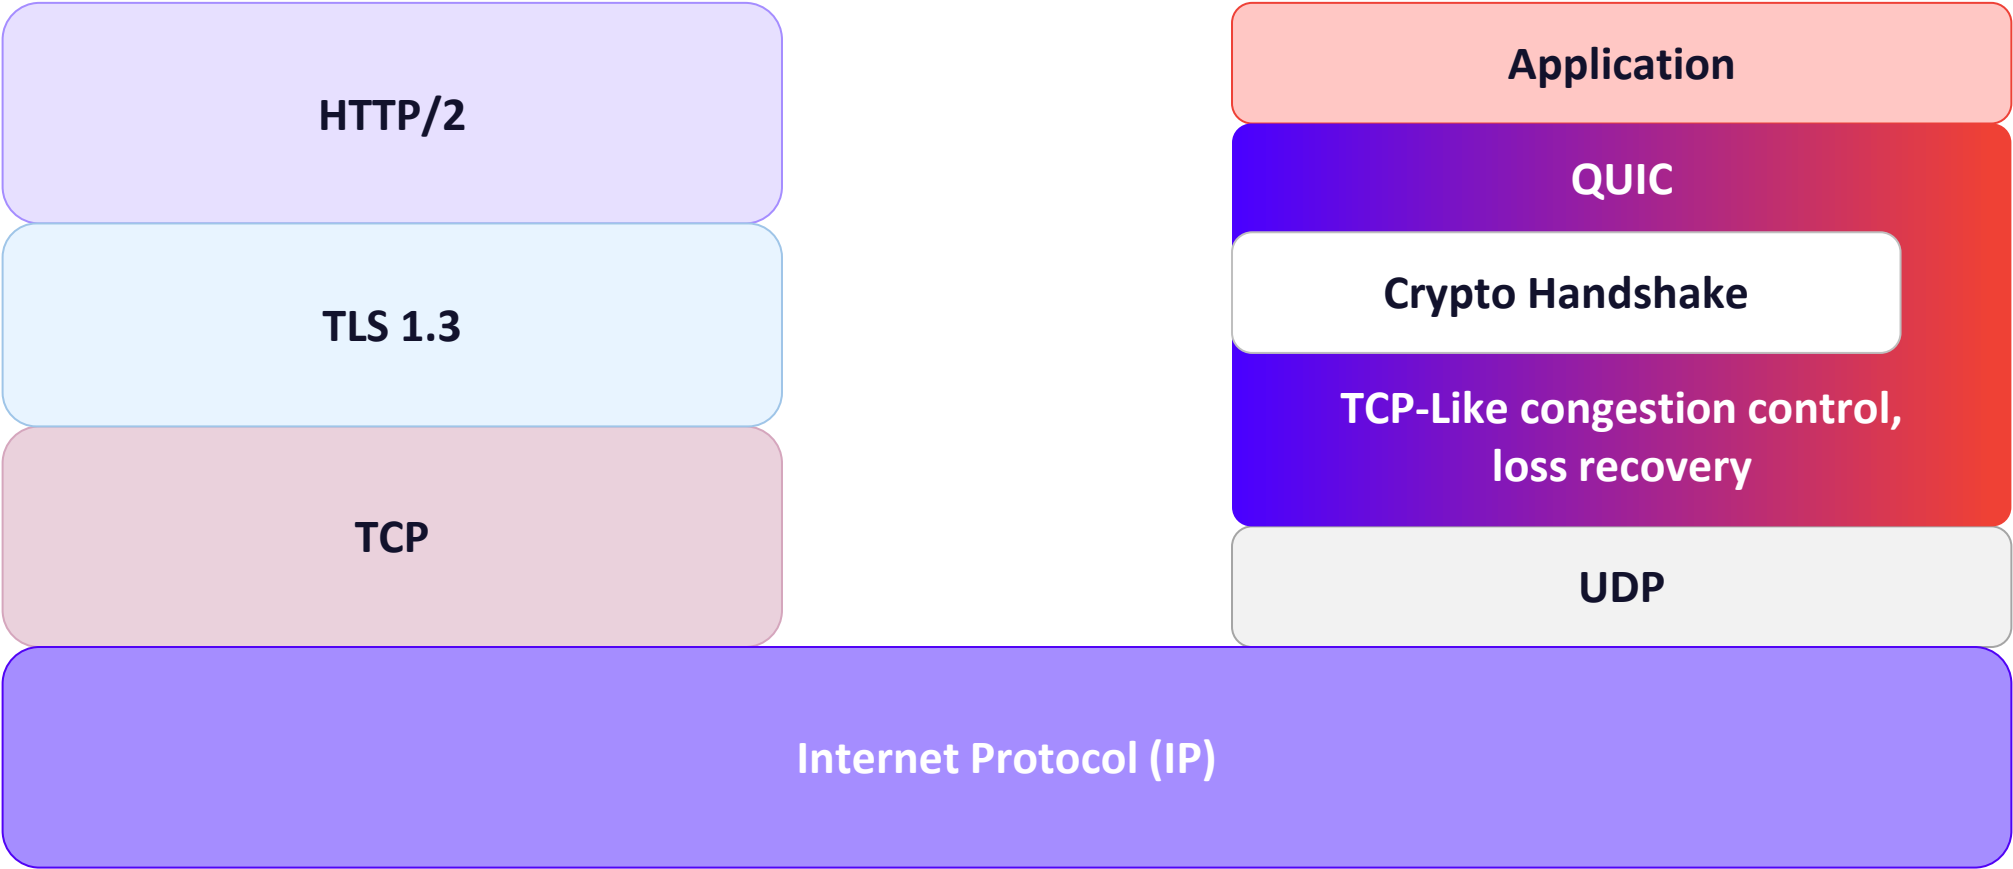 HTTP/2
TLS 1.3
TCP
Application
QUIC
Crypto Handshake
TCP-Like congestion control,
loss recovery
UDP
Internet Protocol (IP)